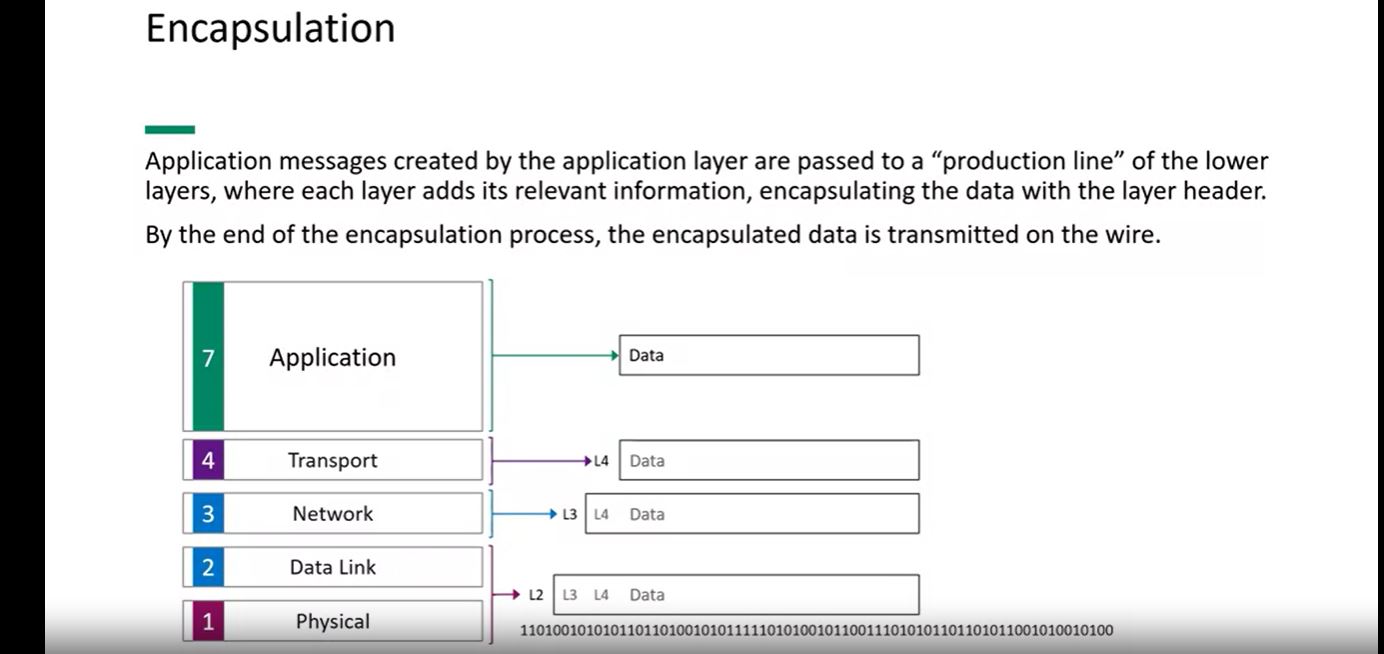 Encapsulation
Application messages created by the application layer are passed to a “production line” of the lower
layers, where each layer adds its relevant information, encapsulating the data with the layer header.
By the end of the encapsulation process, the encapsulated data is transmitted on the wire.
7 Application Data
4 Transport L4 Data
3 Network L3 L4 Data
2 Data Link
L2 L3 L4 Data
1 Physical
110100101010110110100101011111010100101100111010101101101011001010010100